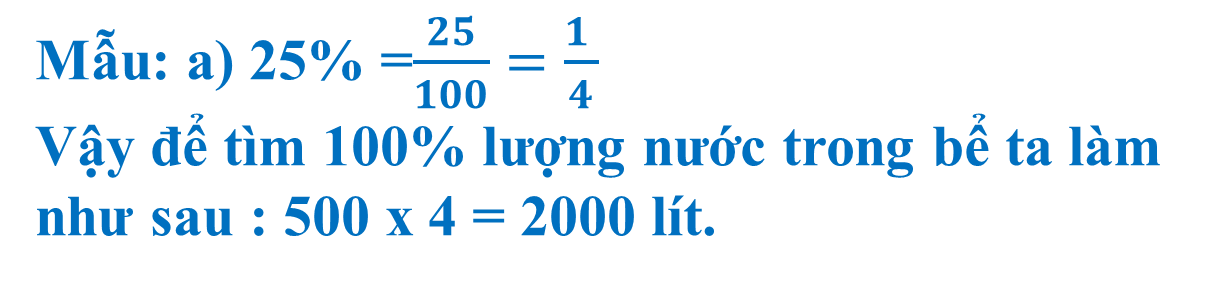 Mẫu: a) 25% = 25/100 = 1/4
Vậy để tìm 100% lượng nước trong bể ta làm
như sau : 500 x 4 = 2000 lít.